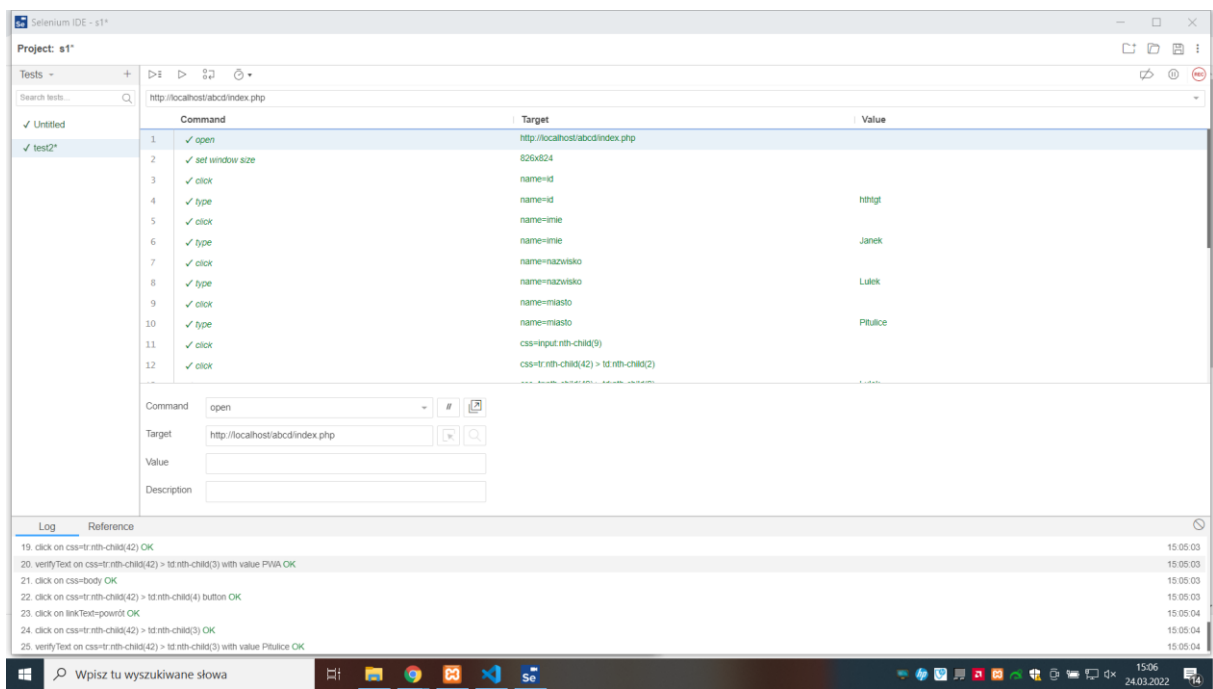 Selenium IDE - s1*
Project: s1*
Tests
Search tests...
✓ Untitled
✓ test2*
http://localhost/abcd/index.php
Command Target Value
1 ✓ open http://localhost/abcd/index.php
2 ✓ set window size 826x824
3 ✓ click name=id
4 ✓ type name=id hthtgt
5 ✓ click name=imie
6 ✓ type name=imie Janek
7 ✓ click name=nazwisko
8 ✓ type name=nazwisko Lulek
9 ✓ click name=miasto
10 ✓ type name=miasto Pitulice
11 ✓ click css=input:nth-child(9)
12 ✓ click css=tr:nth-child(42) > td:nth-child(2)
Command open //
Target http://localhost/abcd/index.php
Value
Description
Log Reference
19. click on css=tr:nth-child(42) OK 15:05:03
20. verifyText on css=tr:nth-child(42) > td:nth-child(3) with value PWA OK 15:05:03
21. click on css=body OK 15:05:03
22. click on css=tr:nth-child(42) > td:nth-child(4) button OK 15:05:03
23. click on linkText=powrót OK 15:05:04
24. click on css=tr:nth-child(42) > td:nth-child(3) OK 15:05:04
25. verifyText on css=tr:nth-child(42) > td:nth-child(3) with value Pitulice OK 15:05:04
Wpisz tu wyszukiwane słowa
15:06
24.03.2022
14